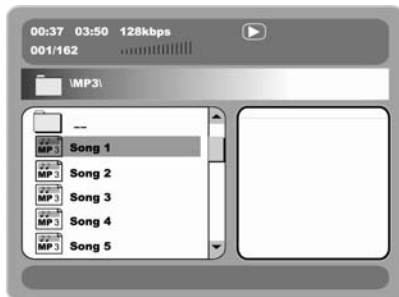 00:37 03:50 128kbps
001/162
\MP3\
__
MP3 Song 1
MP3 Song 2
MP3 Song 3
MP3 Song 4
MP3 Song 5